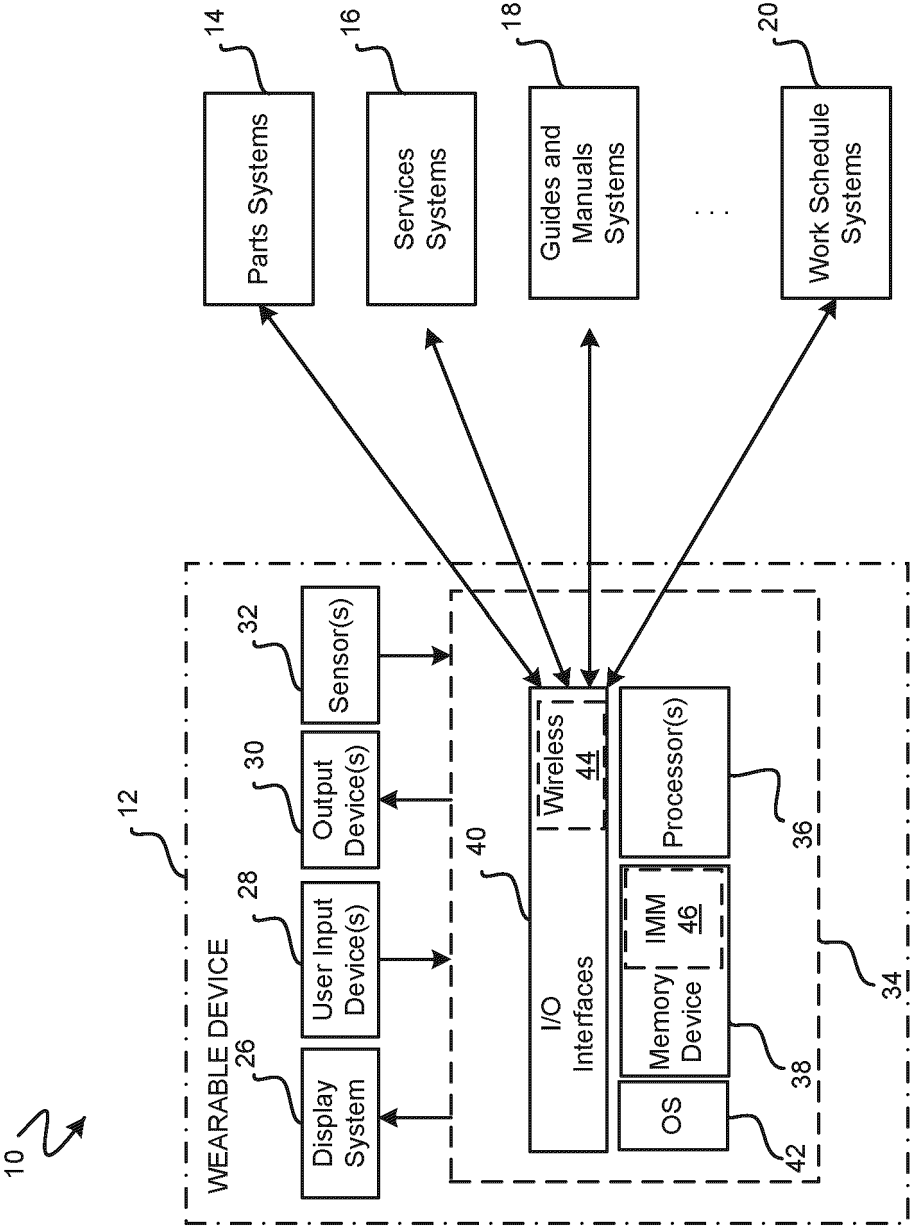 10
12
WEARABLE DEVICE
26
28
30
32
Display
System
User Input
Device(s)
Output
Device(s)
Sensor(s)
40
I/O
Interfaces
Wireless
44
OS
Memory
Device
IMM
46
Processor(s)
42
38
36
34
14
Parts Systems
16
Services
Systems
18
Guides and
Manuals
Systems
. . .
20
Work Schedule
Systems